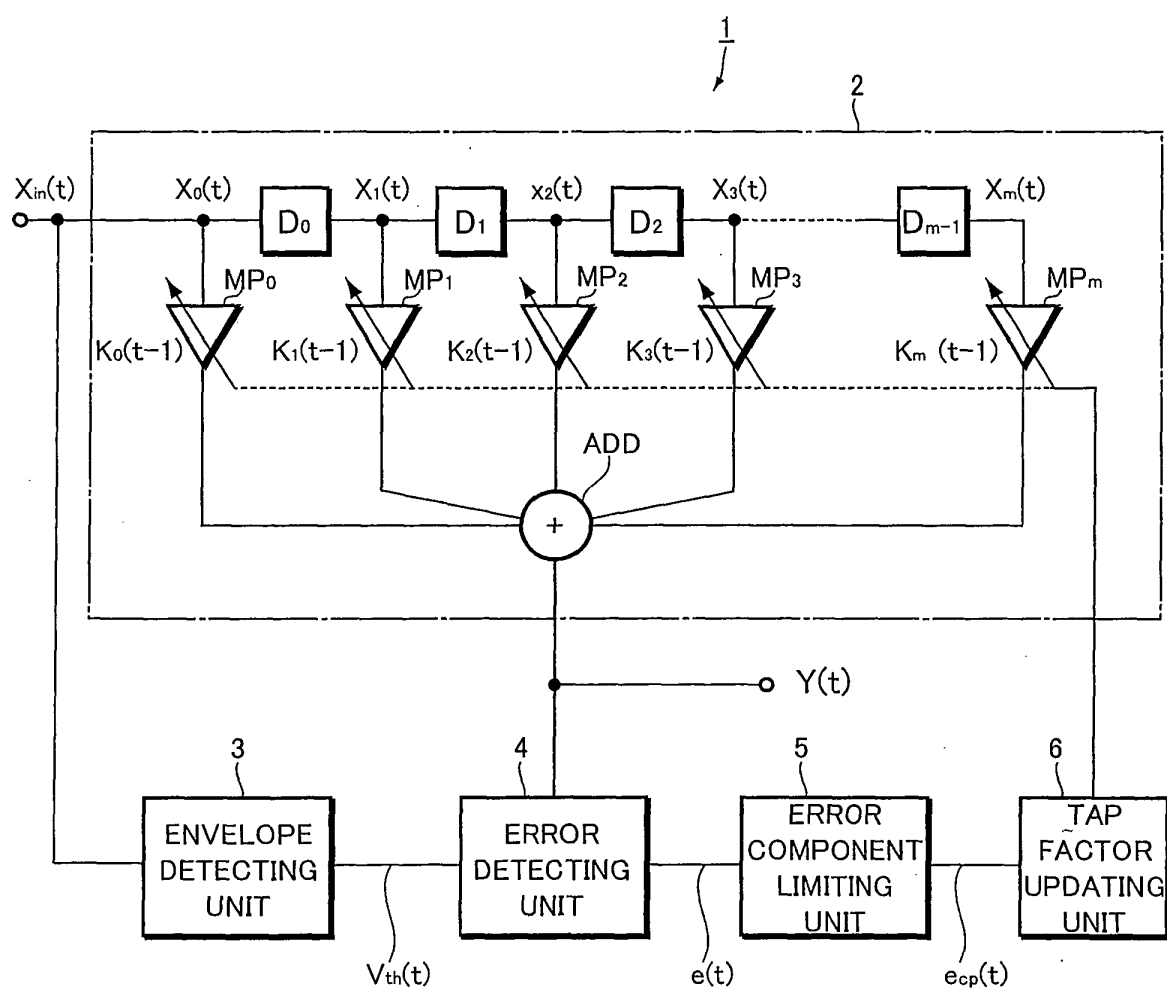 1
2
Xin(t)
X0(t)
D0
X1(t)
D1
x2(t)
D2
X3(t)
Dm-1
Xm(t)
MP0
MP1
MP2
MP3
MPm
K0(t-1)
K1(t-1)
K2(t-1)
K3(t-1)
Km (t-1)
ADD
+
Y(t)
3
4
5
6
ENVELOPE
DETECTING
UNIT
ERROR
DETECTING
UNIT
ERROR
COMPONENT
LIMITING
UNIT
TAP
FACTOR
UPDATING
UNIT
Vth(t)
e(t)
ecp(t)